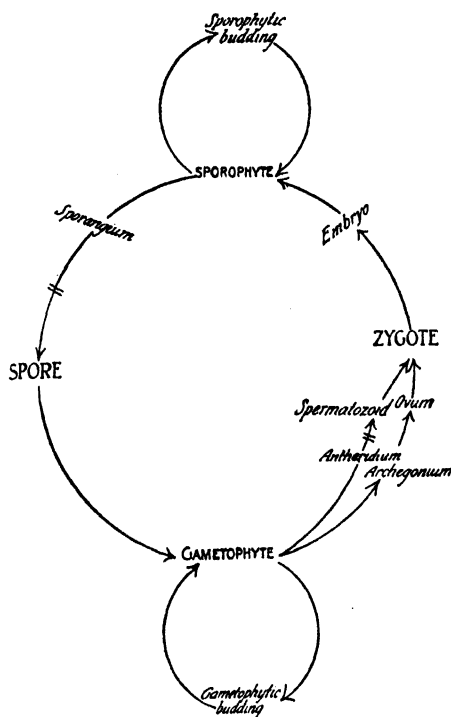 Sporophytic
budding
SPOROPHYTE
Sporangium
Embryo
ZYGOTE
SPORE
Spermatozoid
Ovum
Antheridium
Archegonium
GAMETOPHYTE
Gametophytic
budding